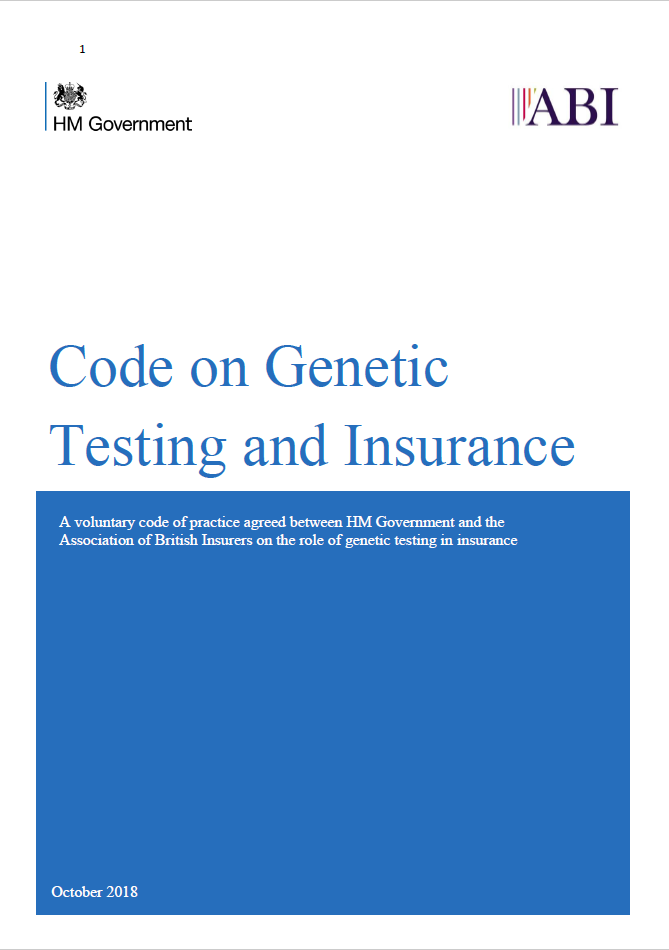 1
HM Government
ABI
Code on Genetic
Testing and Insurance
A voluntary code of practice agreed between HM Government and the
Association of British Insurers on the role of genetic testing in insurance
October 2018